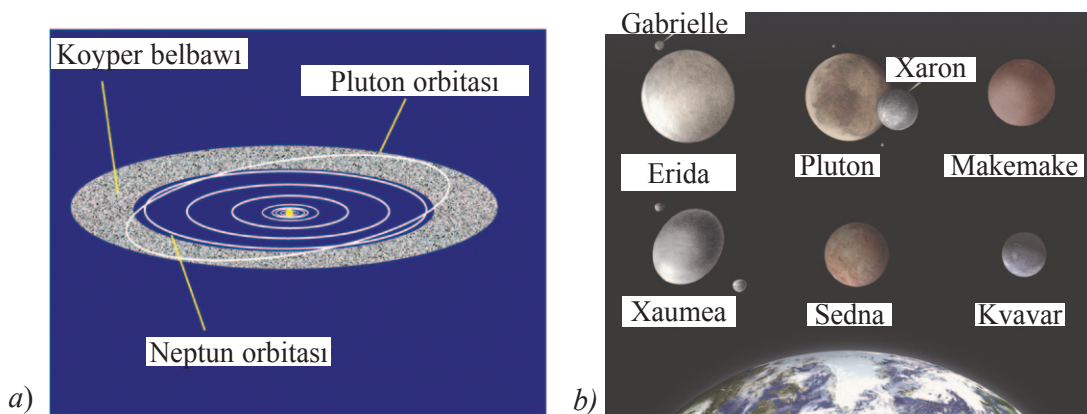 Koyper belbawı
Pluton orbitası
Neptun orbitası
a)
Gabrielle
Xaron
Erida
Pluton
Makemake
Xaumea
Sedna
Kvavar
b)